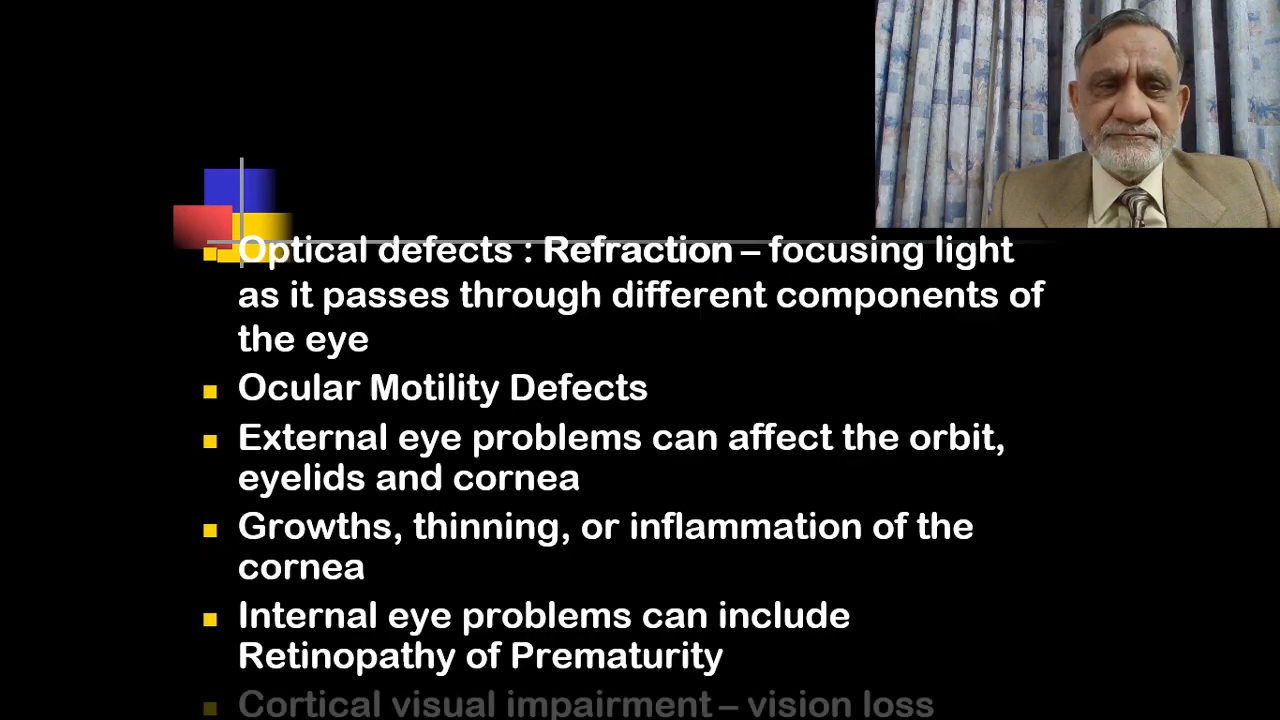 Optical defects : Refraction – focusing light
as it passes through different components of
the eye
Ocular Motility Defects
External eye problems can affect the orbit,
eyelids and cornea
Growths, thinning, or inflammation of the
cornea
Internal eye problems can include
Retinopathy of Prematurity
Cortical visual impairment – vision loss